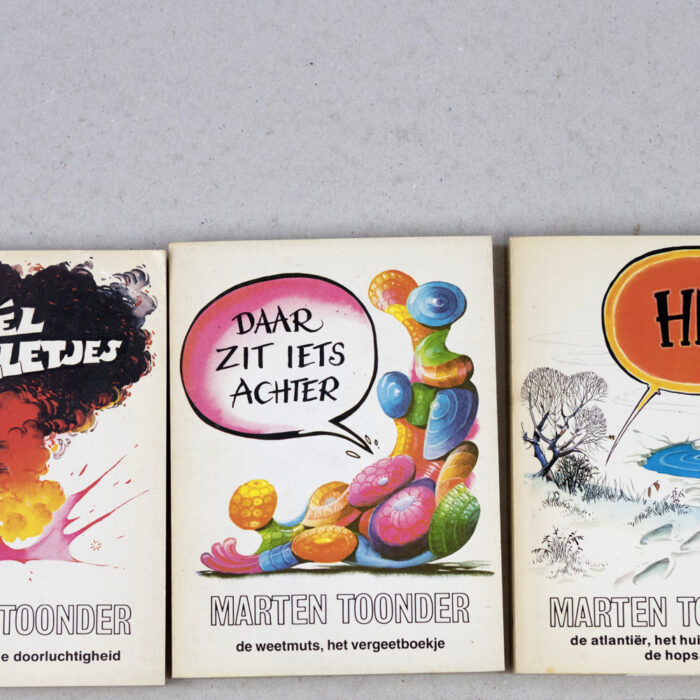 ÉL
LETJES
TOONDER
e doorluchtigheid
DAAR
ZIT IETS
ACHTER
MARTEN TOONDER
de weetmuts, het vergeetboekje
MARTEN TO
de atlantiër, het hui
de hops